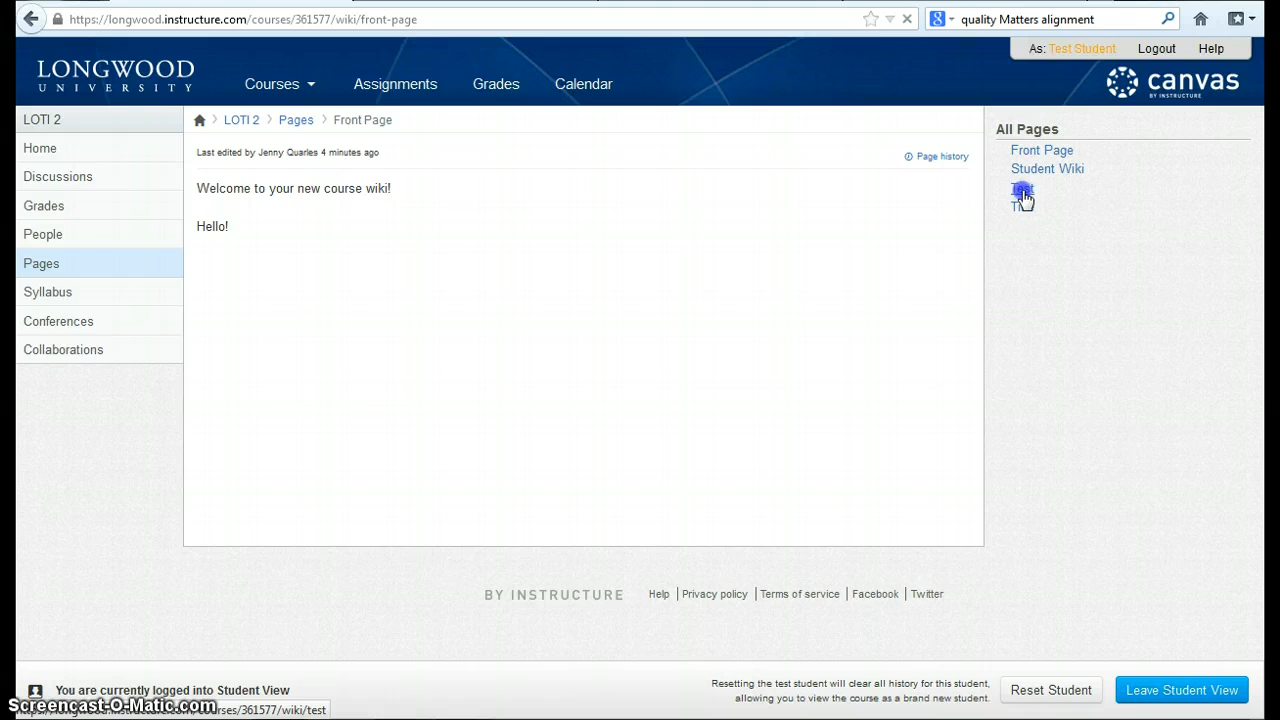 https://longwood.instructure.com/courses/361577/wiki/front-page
quality Matters alignment
As: Test Student Logout Help
LONGWOOD
UNIVERSITY
Courses Assignments Grades Calendar
canvas
BY INSTRUCTURE
LOTI 2
Home
Discussions
Grades
People
Pages
Syllabus
Conferences
Collaborations
LOTI 2 Pages Front Page
Last edited by Jenny Quarles 4 minutes ago
Page history
Welcome to your new course wiki!
Hello!
All Pages
Front Page
Student Wiki
Test
BY INSTRUCTURE
Help Privacy policy Terms of service Facebook Twitter
You are currently logged into Student View
Resetting the test student will clear all history for this student,
allowing you to view the course as a brand new student.
Reset Student
Leave Student View
Screencast-O-Matic.com
https://longwood.instructure.com/courses/361577/wiki/test